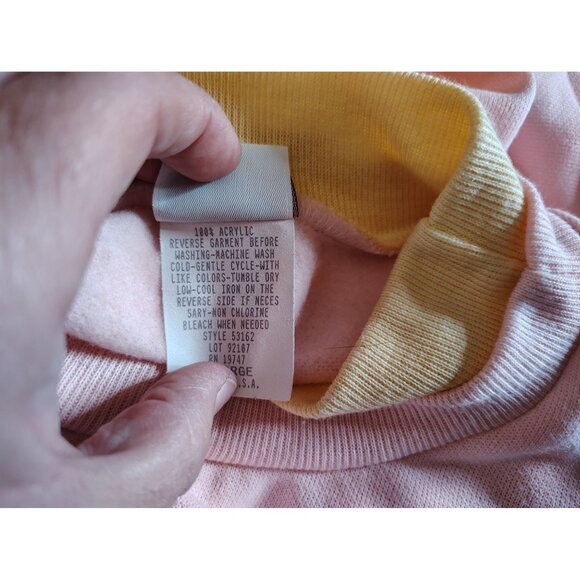 100% ACRYLIC
REVERSE GARMENT BEFORE
WASHING-MACHINE WASH
COLD-GENTLE CYCLE-WITH
LIKE COLORS-TUMBLE DRY
LOW-COOL IRON ON THE
REVERSE SIDE IF NECES
SARY-NON CHLORINE
BLEACH WHEN NEEDED
STYLE 53162
LOT 92107
RN 19747
RGE
.S.A.